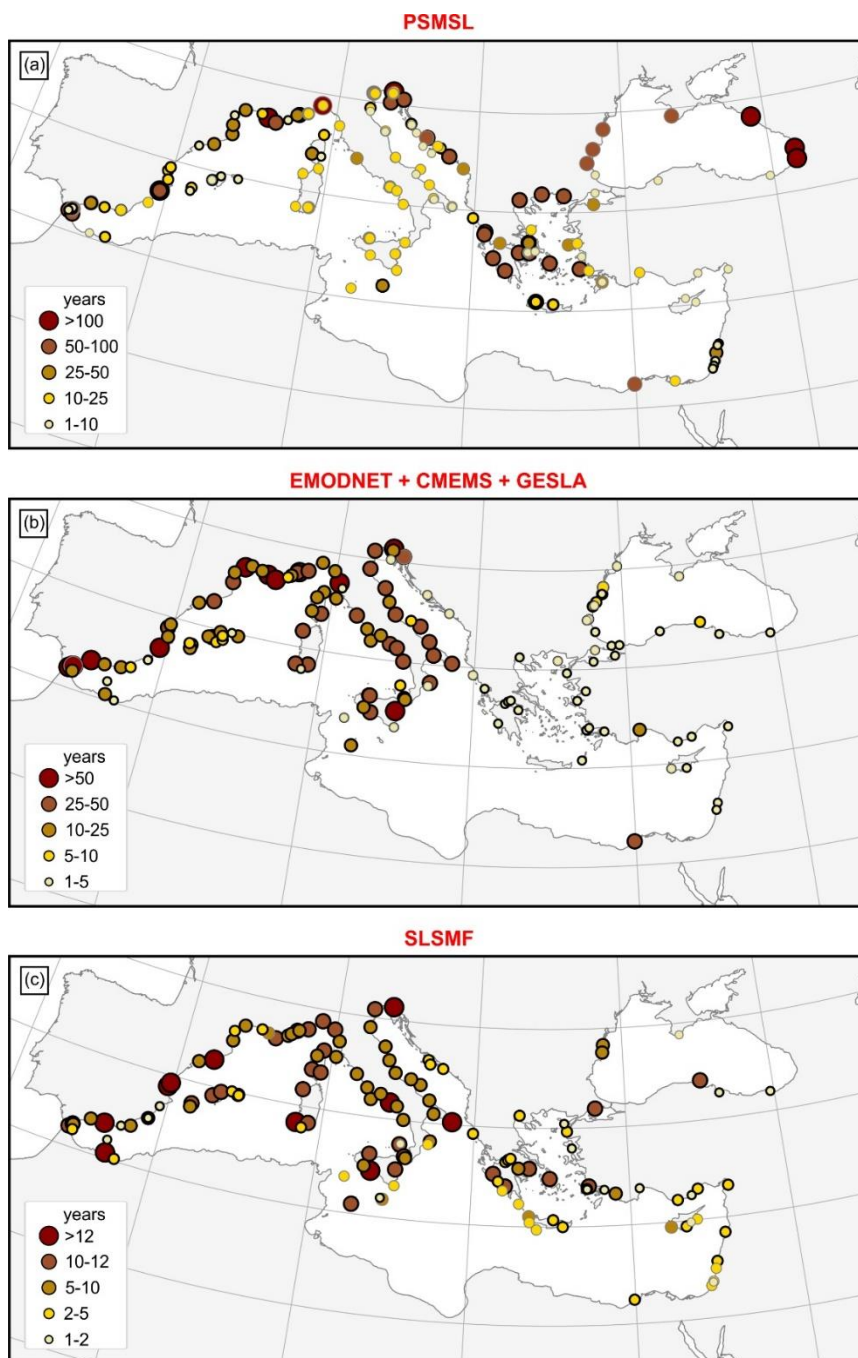 PSMSL
(a)
years
>100
50-100
25-50
10-25
1-10
EMODNET + CMEMS + GESLA
(b)
years
>50
25-50
10-25
5-10
1-5
SLSMF
(c)
years
>12
10-12
5-10
2-5
1-2